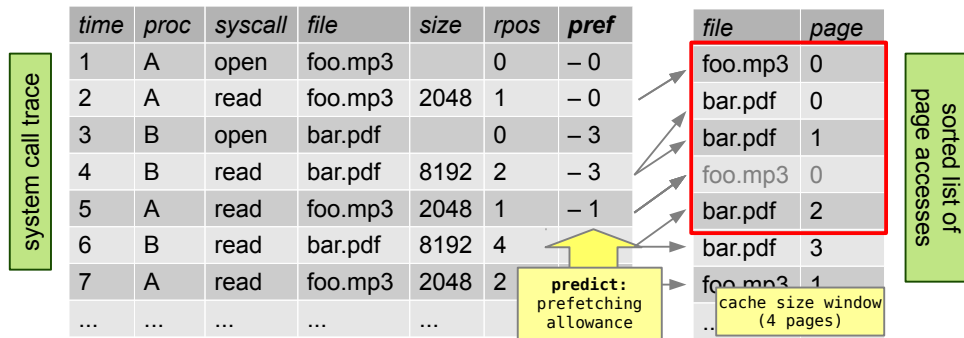 system call trace
time proc syscall file size rpos pref
1 A open foo.mp3 0 – 0
2 A read foo.mp3 2048 1 – 0
3 B open bar.pdf 0 – 3
4 B read bar.pdf 8192 2 – 3
5 A read foo.mp3 2048 1 – 1
6 B read bar.pdf 8192 4
7 A read foo.mp3 2048 2
... ... ... ... ...
predict:
prefetching
allowance
file page
foo.mp3 0
bar.pdf 0
bar.pdf 1
foo.mp3 0
bar.pdf 2
bar.pdf 3
foo.mp3 1
..
cache size window
(4 pages)
sorted list of
page accesses